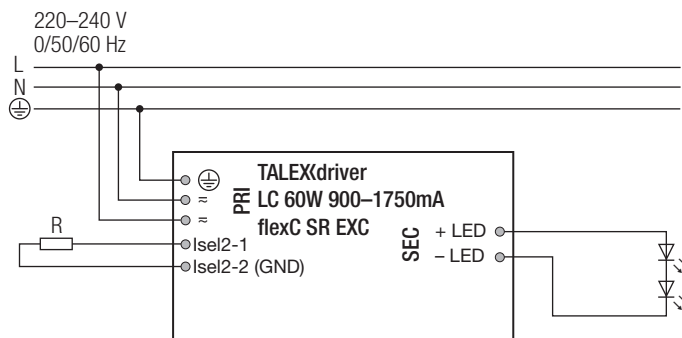 220–240 V
0/50/60 Hz
L
N
TALEXXdriver
LC 60W 900–1750mA
flexC SR EXC
PRI
≂
≂
R
Isel2-1
Isel2-2 (GND)
SEC
+ LED
– LED